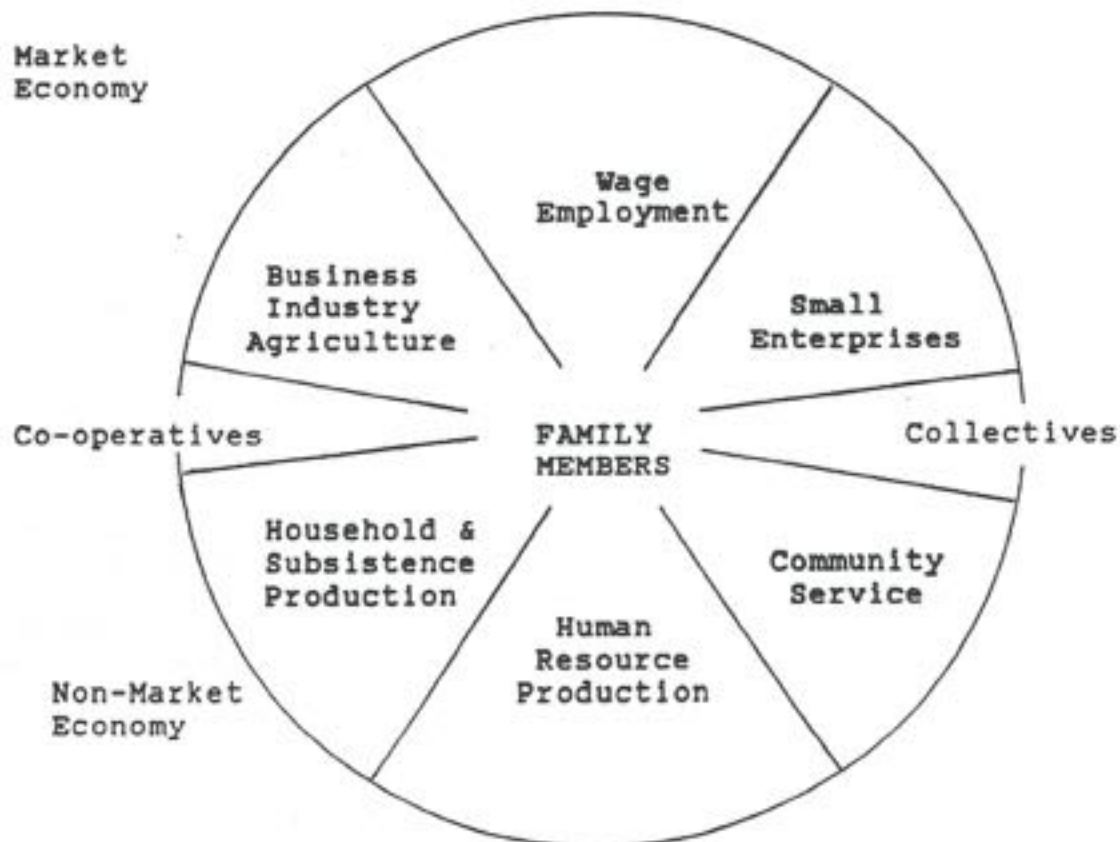 Market
Economy
Wage
Employment
Business
Industry
Agriculture
Small
Enterprises
Co-operatives
FAMILY
MEMBERS
Collectives
Household &
Subsistence
Production
Community
Service
Human
Resource
Production
Non-Market
Economy